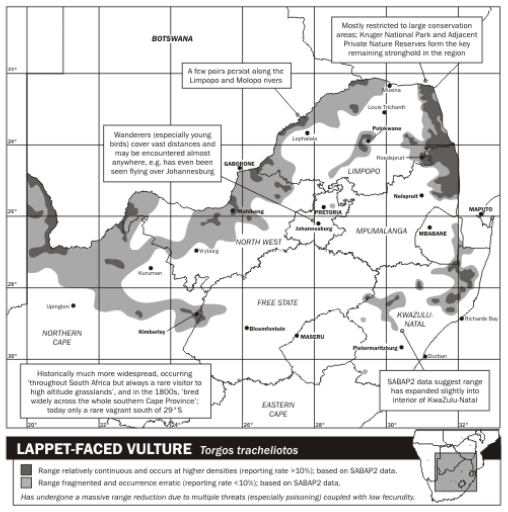 BOTSWANA
Mostly restricted to large conservation
areas; Kruger National Park and Adjacent
Private Nature Reserves form the key
remaining stronghold in the region
A few pairs persist along the
Limpopo and Molopo rivers
Musina
Louis Trichardt
Wanderers (especially young
birds) cover vast distances and
may be encountered almost
anywhere, e.g. has even been
seen flying over Johannesburg
Lephalale
Polokwane
24°
Hoedspruit
GABORONE
LIMPOPO
Nelspruit
Mahikeng
PRETORIA
MAPUTO
26°
Johannesburg
MPUMALANGA
MBABANE
NORTH WEST
Vryburg
Kuruman
28°
FREE STATE
Upington
KWAZULU-
NATAL
Richards Bay
Kimberley
Bloemfontein
MASERU
NORTHERN
CAPE
Pietermaritzburg
Durban
30°
Historically much more widespread, occurring
'throughout South Africa but always a rare visitor to
high altitude grasslands', and in the 1800s, 'bred
widely across the whole southern Cape Province';
today only a rare vagrant south of 29°S
SABAP2 data suggest range
has expanded slightly into
interior of KwaZulu-Natal
EASTERN
CAPE
20° 24° 26° 28° 30° 32°
LAPPET-FACED VULTURE Torgos tracheliotos
Range relatively continuous and occurs at higher densities (reporting rate >10%); based on SABAP2 data.
Range fragmented and occurrence erratic (reporting rate <10%); based on SABAP2 data.
Has undergone a massive range reduction due to multiple threats (especially poisoning) coupled with low fecundity.